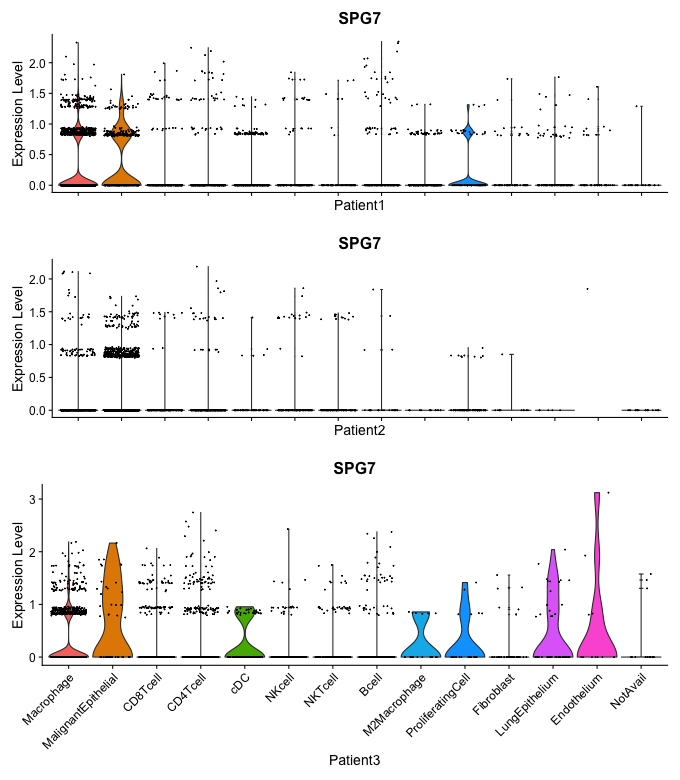 SPG7
Expression Level
2.0
1.5
1.0
0.5
0.0
Patient1
SPG7
Expression Level
2.0
1.5
1.0
0.5
0.0
Patient2
SPG7
Expression Level
3
2
1
0
Macrophage
MalignantEpithelial
CD8Tcell
CD4Tcell
cDC
NKcell
NKTcell
Bcell
M2Macrophage
ProliferatingCell
Fibroblast
LungEpithelium
Endothelium
NotAvail
Patient3